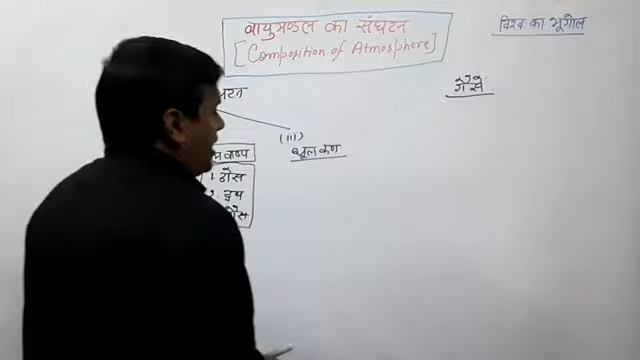 वायुमण्डल का संघटन
[Composition of Atmosphere]
विश्व का भूगोल
गैसें
(iii)
धूलकण
वाष्प
1. ठोस
2. द्रव